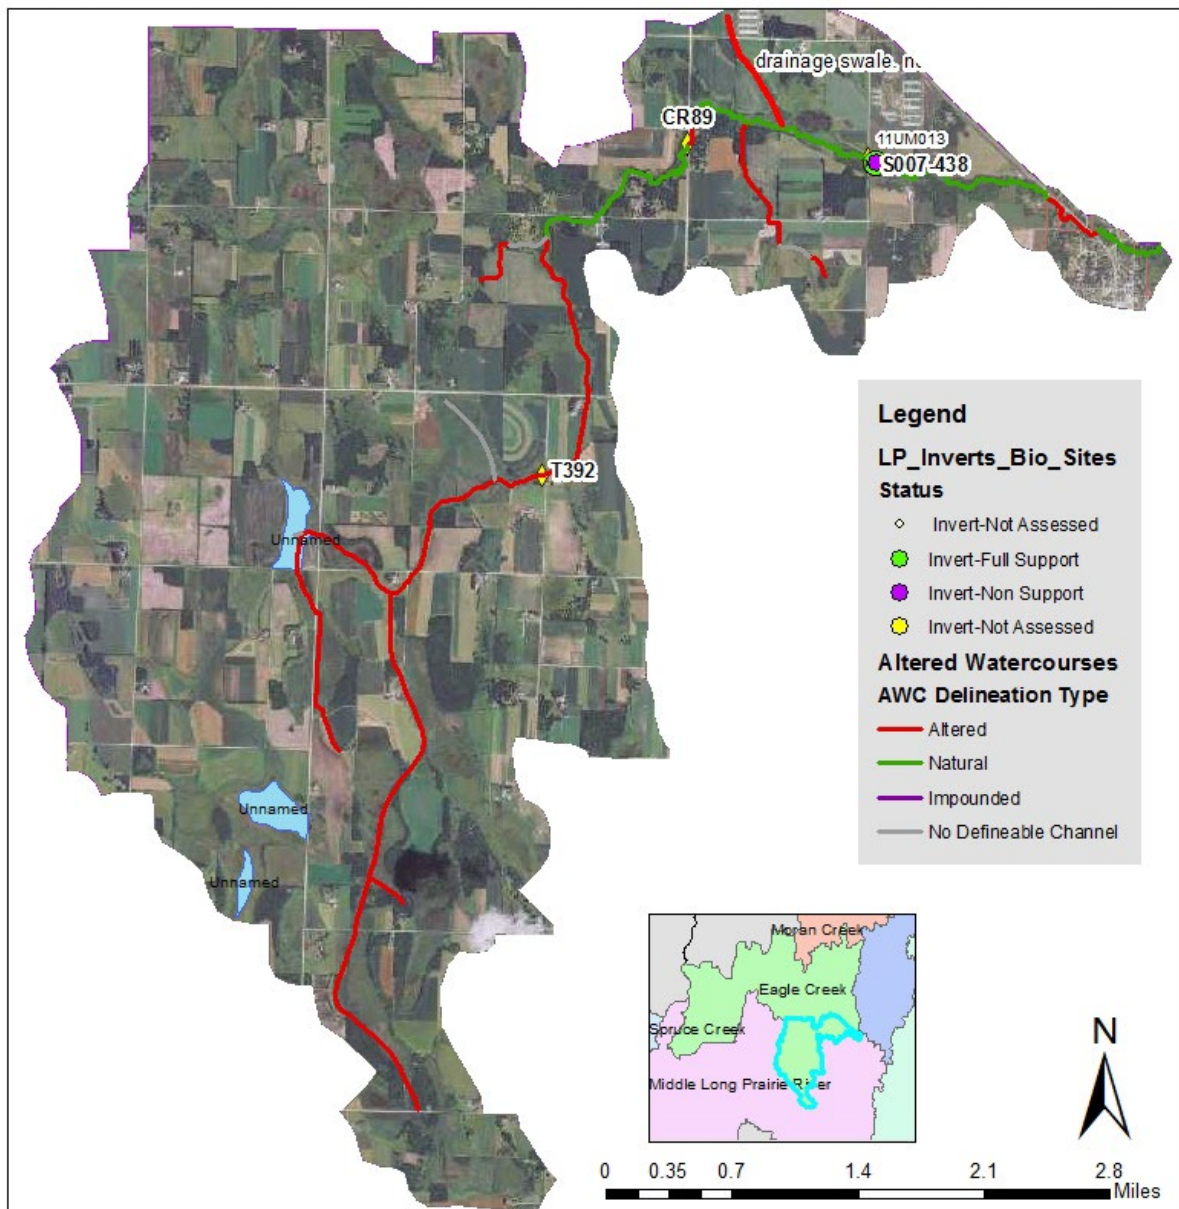 drainage swale. n
CR89
11UM013
S007-438
T392
Unnamed
Unnamed
Unnamed
Legend
LP_Inverts_Bio_Sites
Status
Invert-Not Assessed
Invert-Full Support
Invert-Non Support
Invert-Not Assessed
Altered Watercourses
AWC Delineation Type
Altered
Natural
Impounded
No Defineable Channel
Moran Creek
Eagle Creek
Spruce Creek
Middle Long Prairie River
N
0 0.35 0.7 1.4 2.1 2.8
Miles